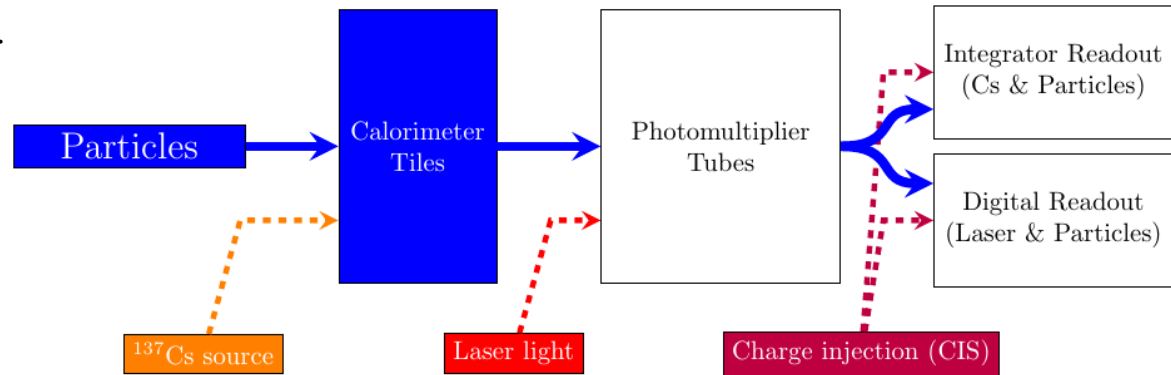 Particles
Calorimeter
Tiles
Photomultiplier
Tubes
Integrator Readout
(Cs & Particles)
Digital Readout
(Laser & Particles)
¹³⁷Cs source
Laser light
Charge injection (CIS)